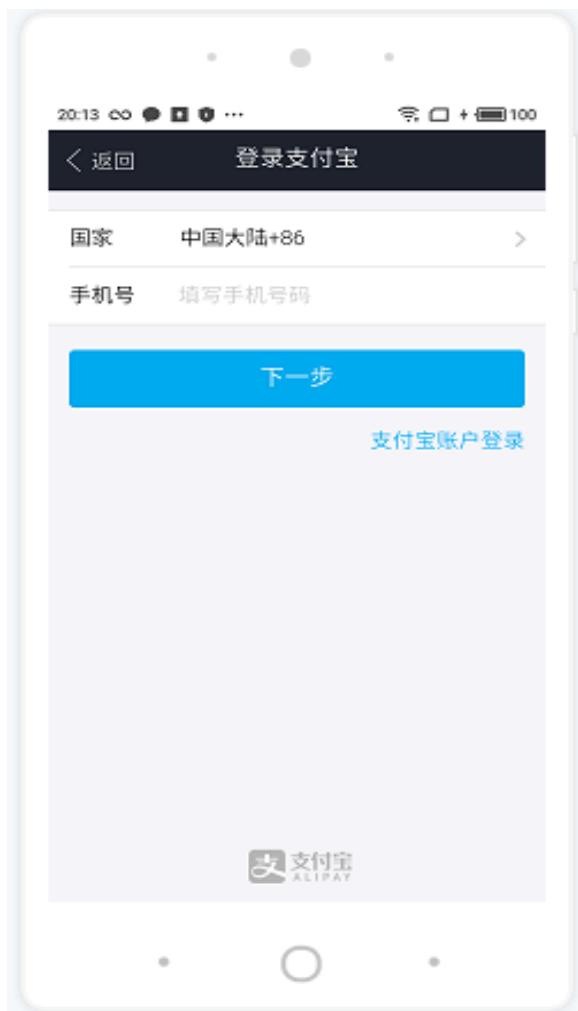 20:13 ··· 100
返回 登录支付宝
国家 中国大陆+86
手机号 填写手机号码
下一步
支付宝账户登录
支 支付宝
ALIPAY